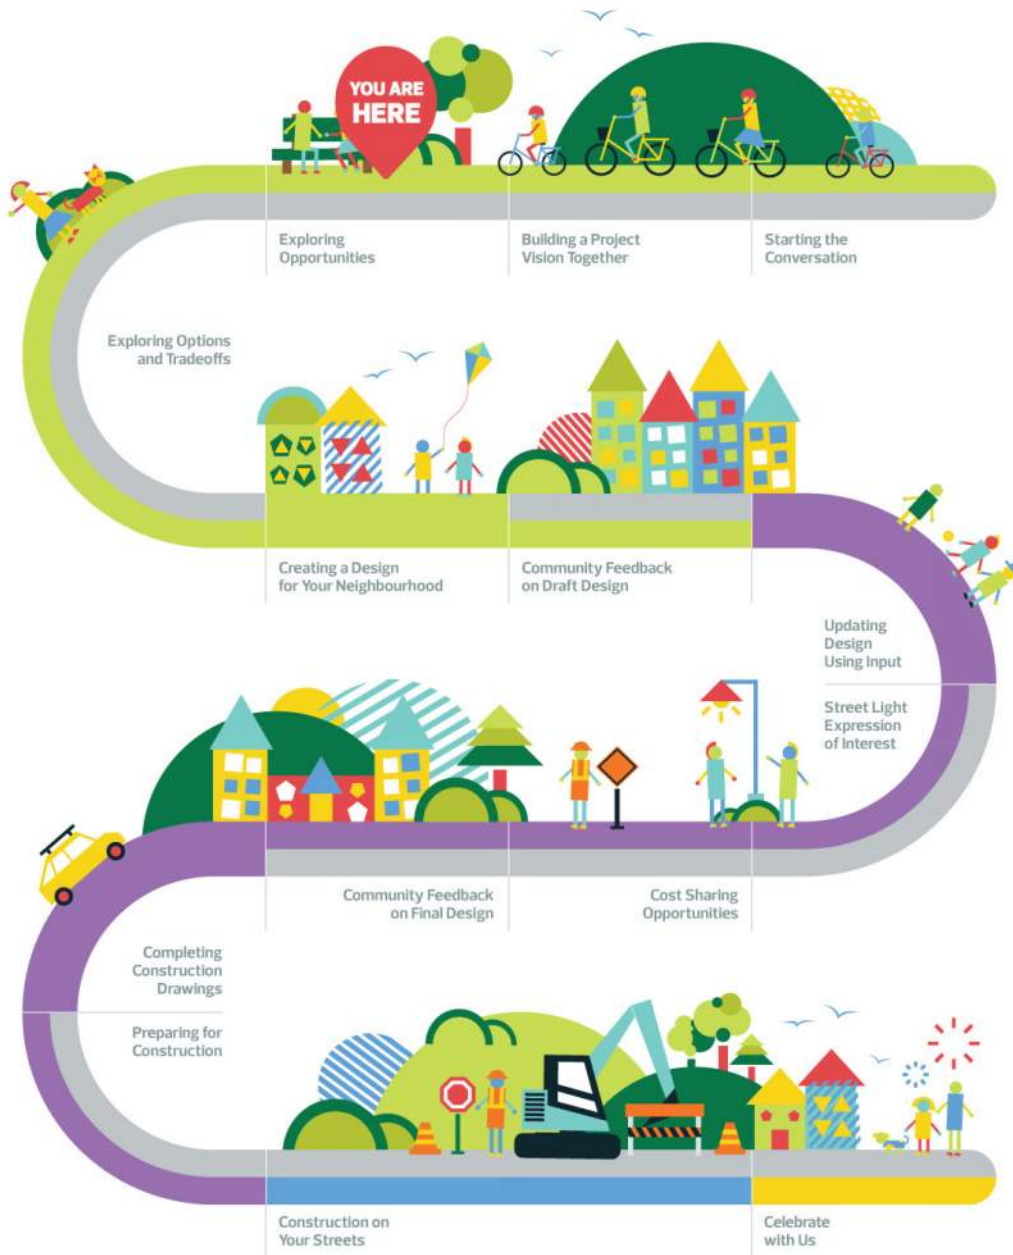 YOU ARE
HERE
Exploring
Opportunities
Building a Project
Vision Together
Starting the
Conversation
Exploring Options
and Tradeoffs
Creating a Design
for Your Neighbourhood
Community Feedback
on Draft Design
Updating
Design
Using Input
Street Light
Expression
of Interest
Community Feedback
on Final Design
Cost Sharing
Opportunities
Completing
Construction
Drawings
Preparing for
Construction
Construction on
Your Streets
Celebrate
with Us